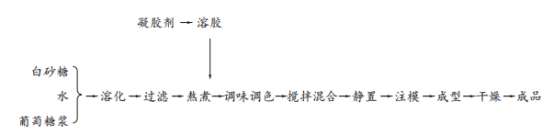 凝胶剂→溶胶
白砂糖
水→溶化→过滤→熬煮→调味调色→搅拌混合→静置→注模→成型→干燥→成品
葡萄糖浆